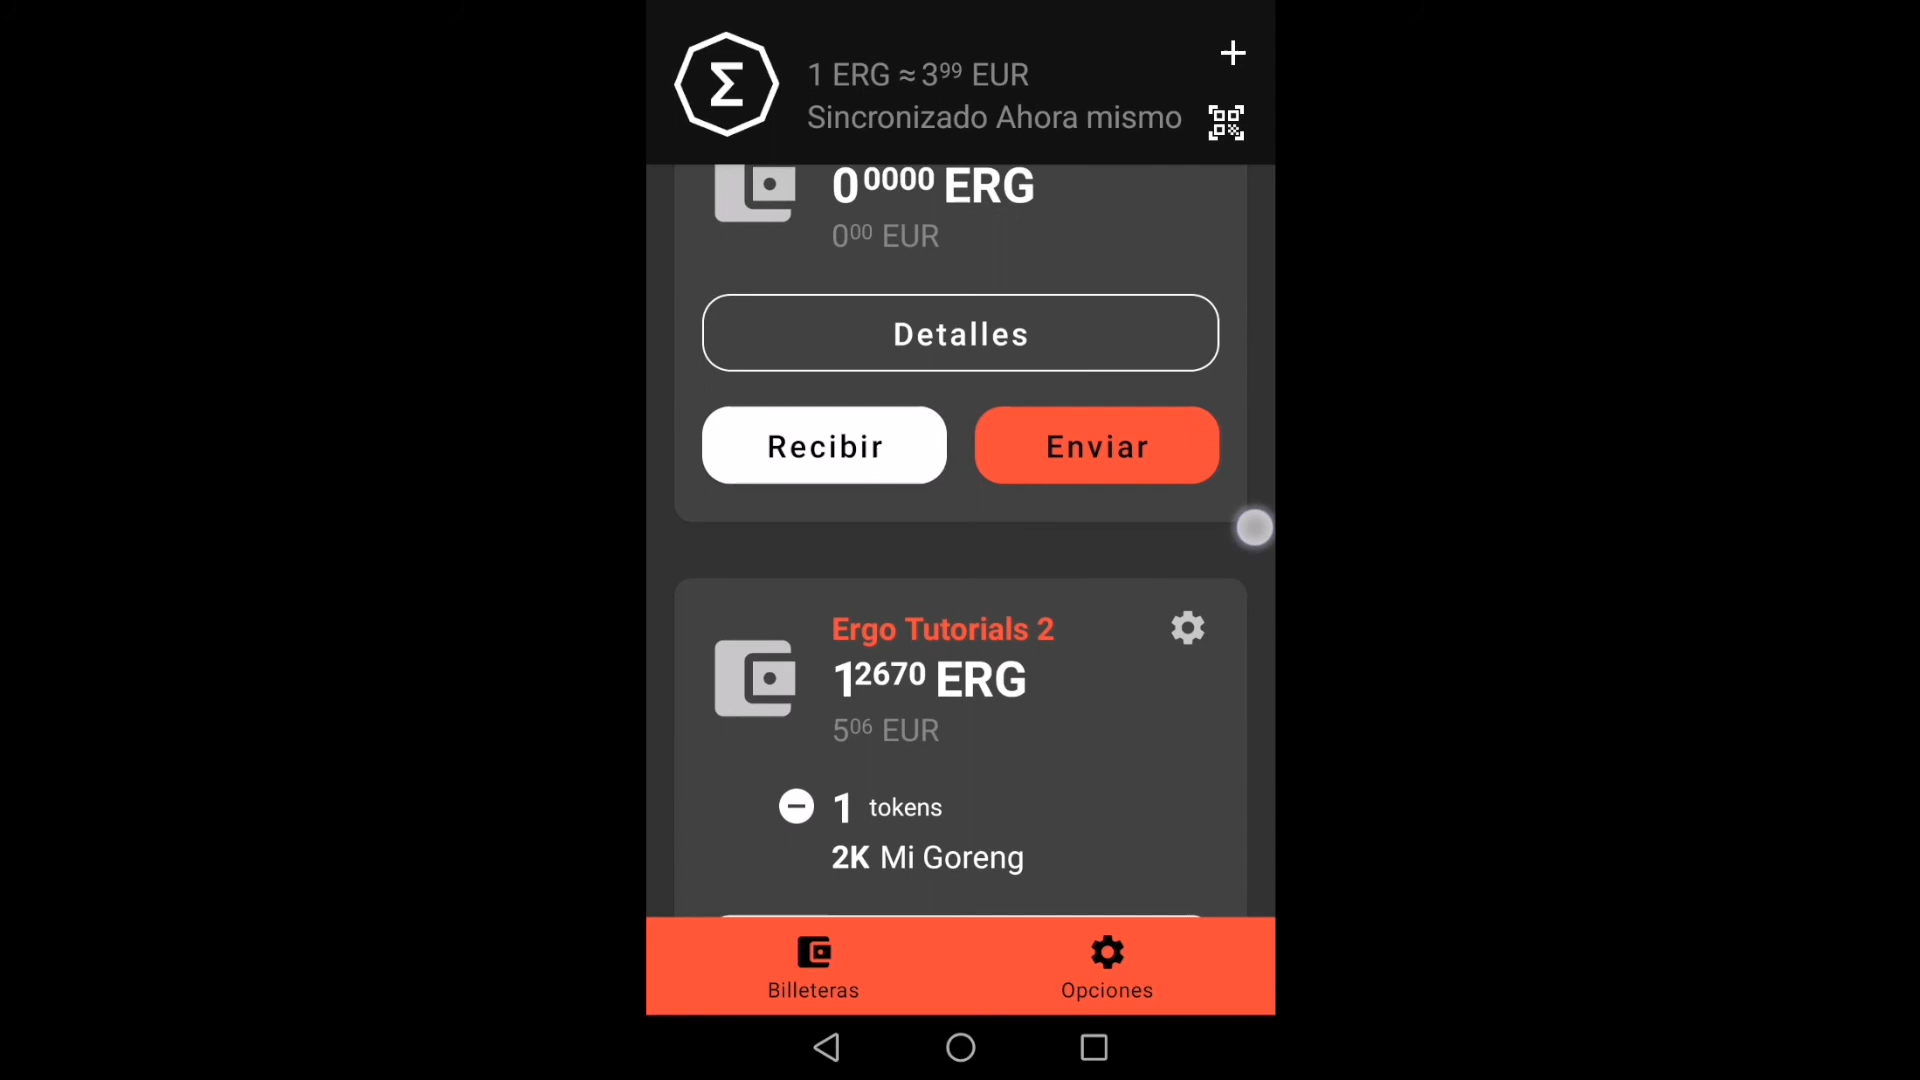 Σ
1 ERG ≈ 3⁹⁹ EUR
Sincronizado Ahora mismo
0⁰⁰⁰⁰ ERG
0⁰⁰ EUR
Detalles
Recibir Enviar
Ergo Tutorials 2
1²⁶⁷⁰ ERG
5⁰⁶ EUR
1 tokens
2K Mi Goreng
Billeteras Opciones